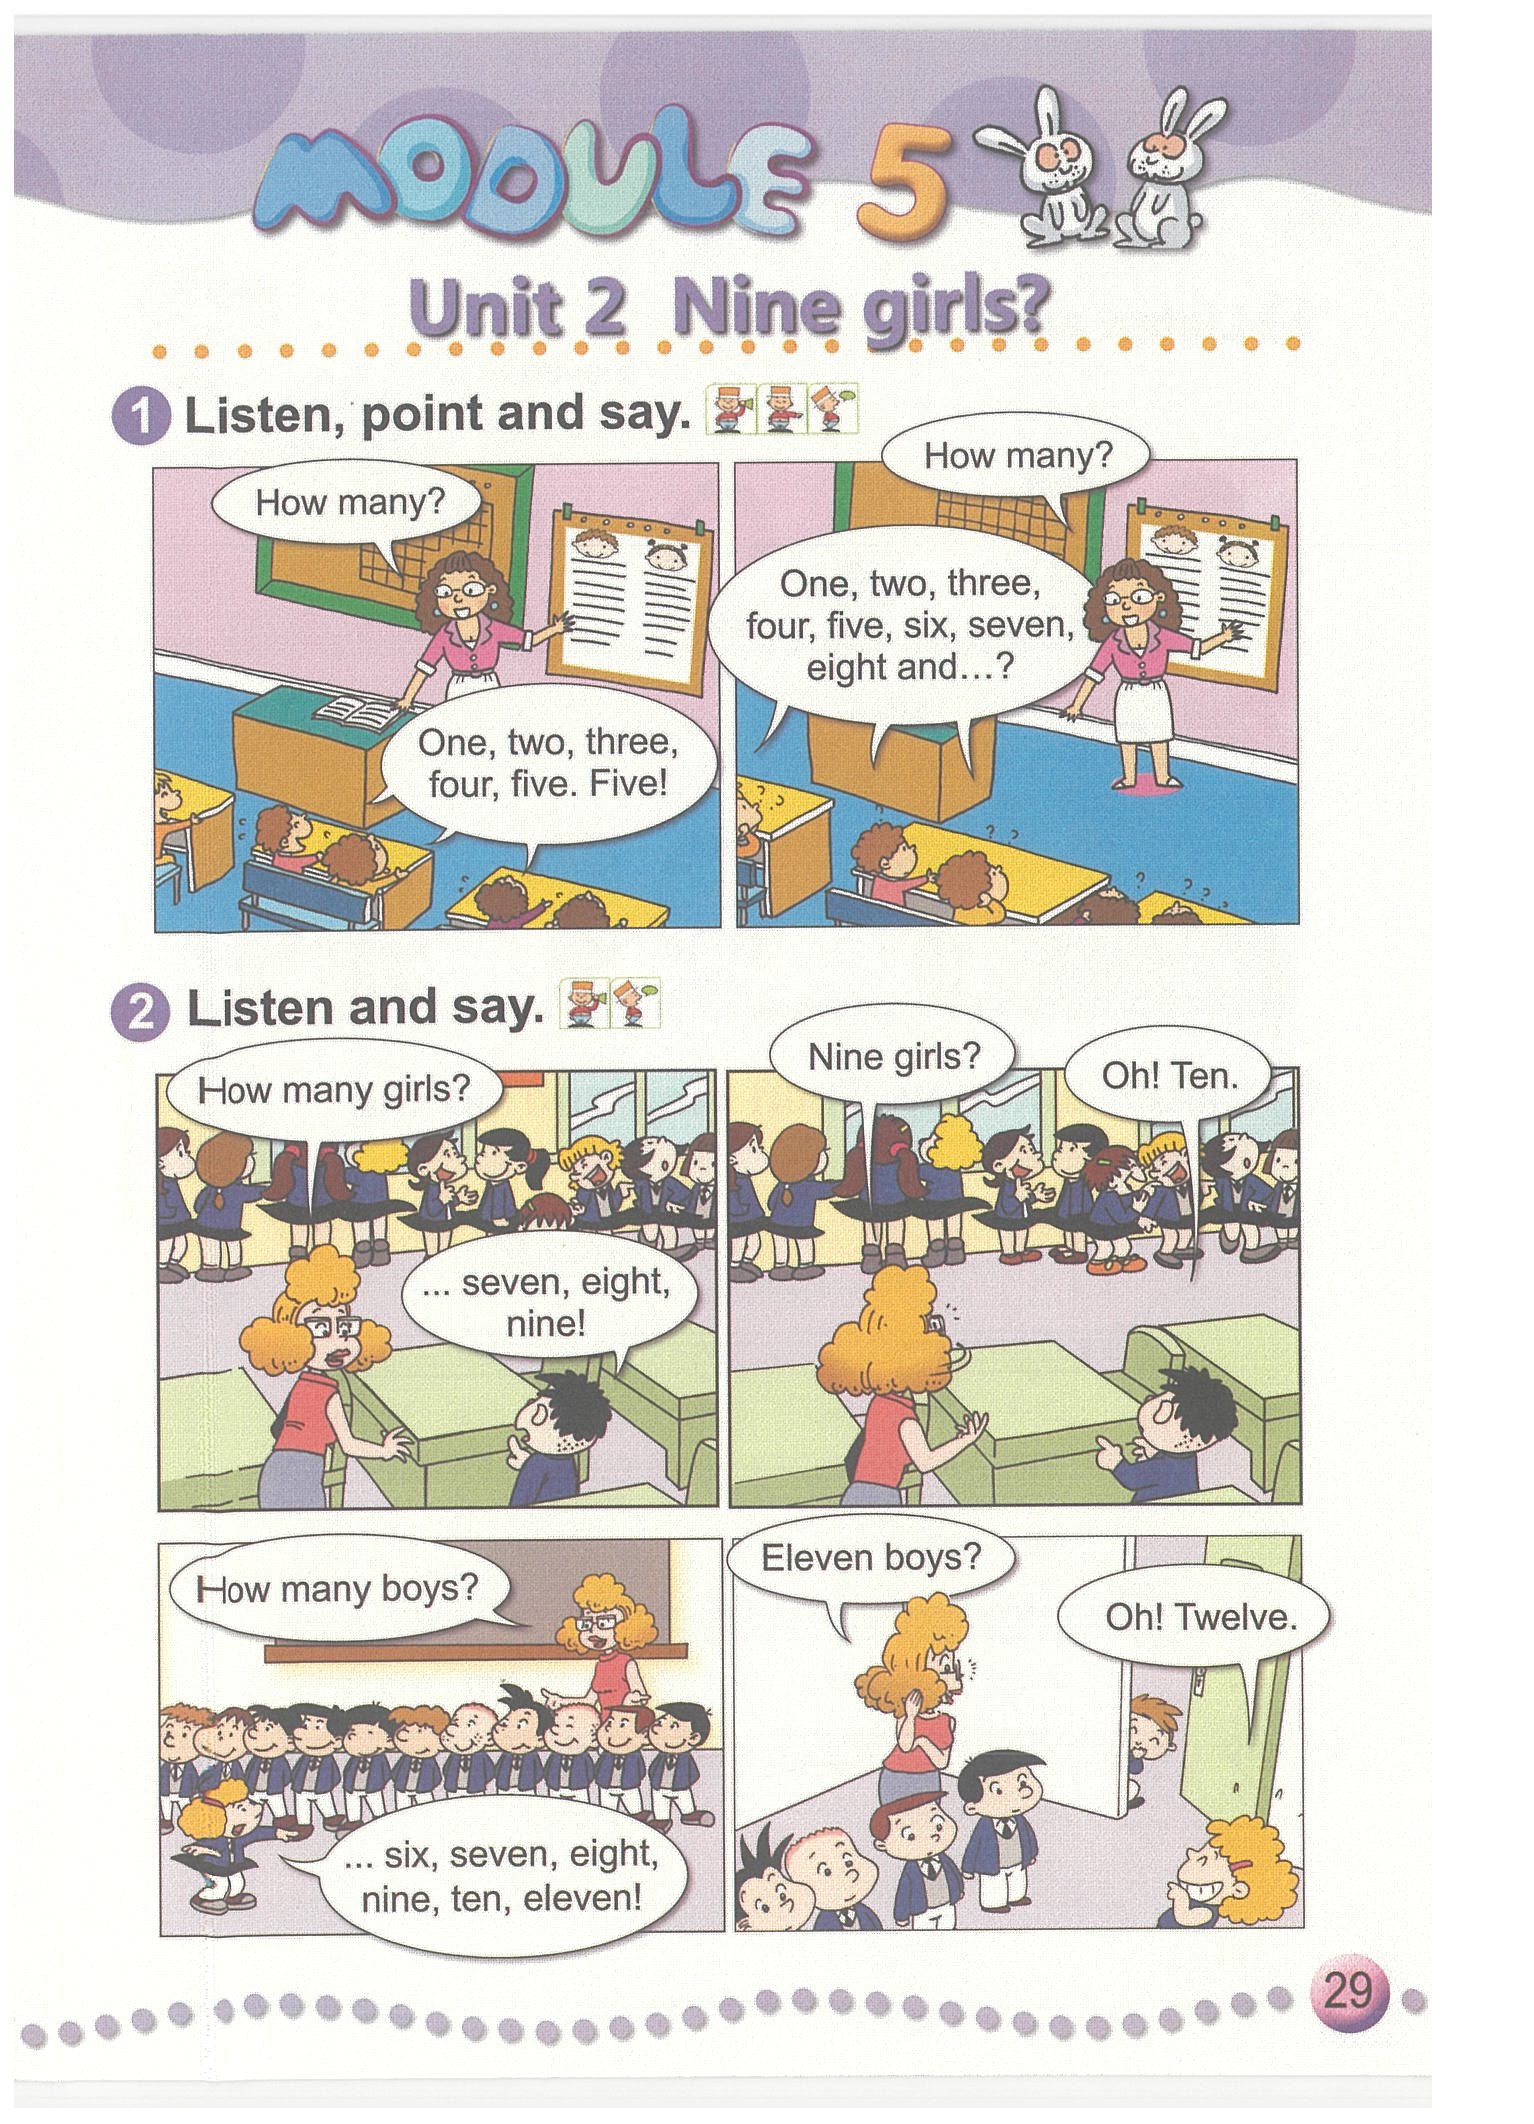 MODULE 5
Unit 2 Nine girls?
1 Listen, point and say.
How many?
One, two, three,
four, five. Five!
How many?
One, two, three,
four, five, six, seven,
eight and...?
2 Listen and say.
How many girls?
... seven, eight,
nine!
Nine girls?
Oh! Ten.
How many boys?
... six, seven, eight,
nine, ten, eleven!
Eleven boys?
Oh! Twelve.
29